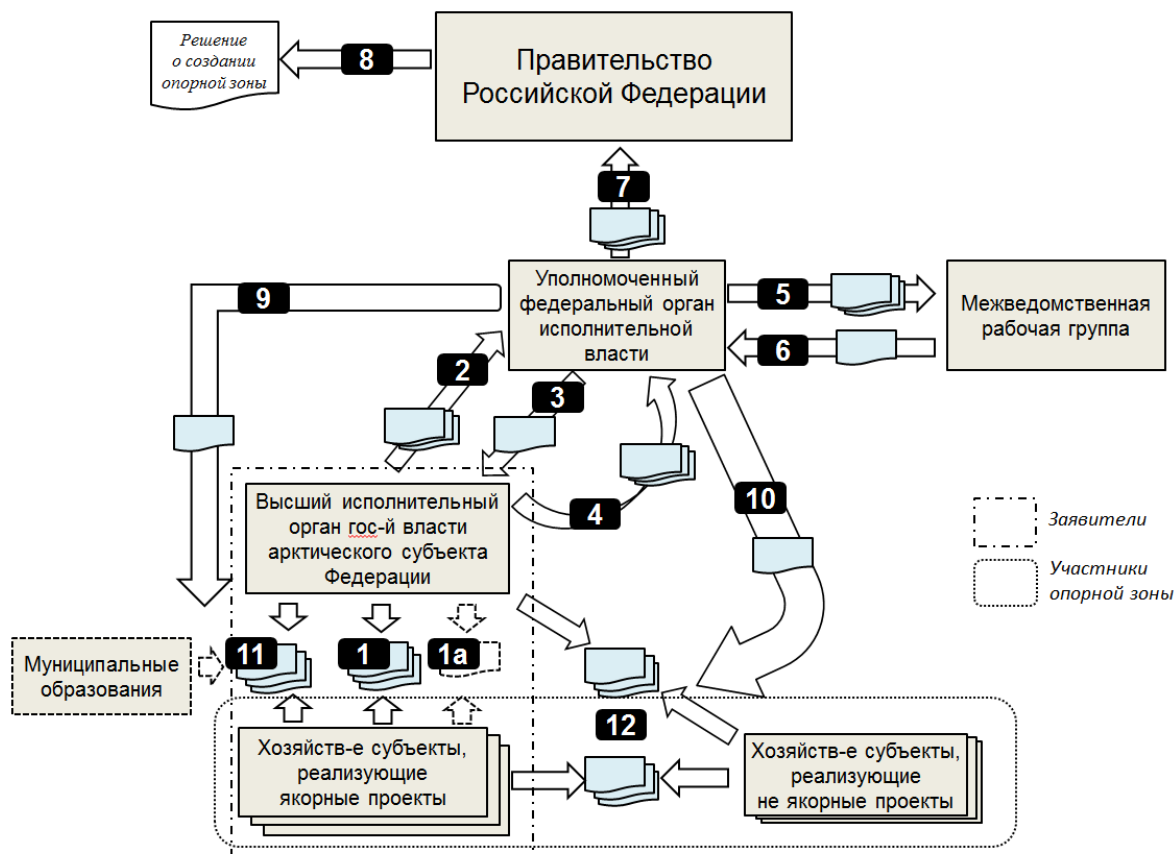 Решение
о создании
опорной зоны
8
Правительство
Российской Федерации
7
9
Уполномоченный
федеральный орган
исполнительной
власти
5
6
Межведомственная
рабочая группа
2
3
4
10
Высший исполнительный
орган гос-й власти
арктического субъекта
Федерации
Заявители
Участники
опорной зоны
Муниципальные
образования
11
1
1а
12
Хозяйств-е субъекты,
реализующие
якорные проекты
Хозяйств-е субъекты,
реализующие
не якорные проекты